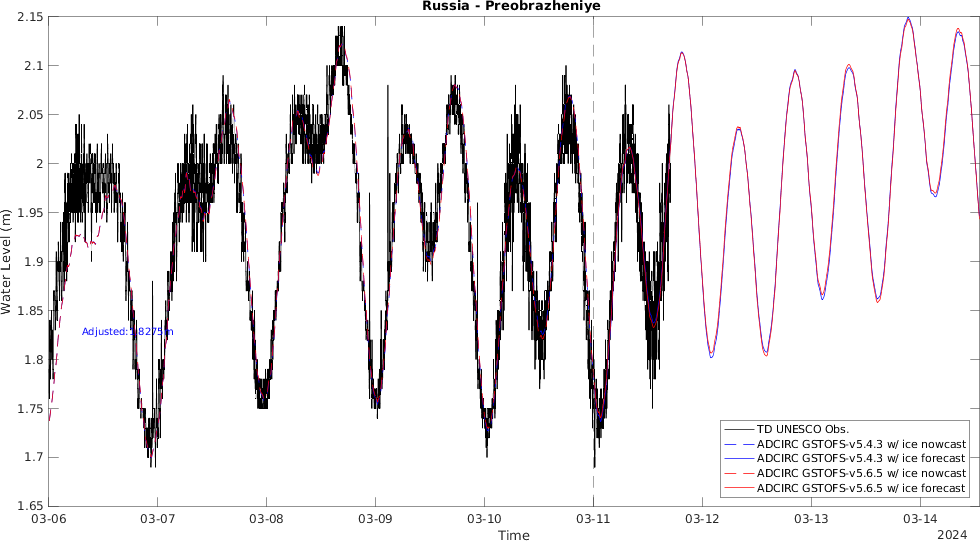 Russia - Preobrazheniye
2.15
2.1
2.05
2
1.95
1.9
1.85
1.8
1.75
1.7
1.65
Water Level (m)
Adjusted:1.8275m
TD UNESCO Obs.
ADCIRC GSTOFS-v5.4.3 w/ ice nowcast
ADCIRC GSTOFS-v5.4.3 w/ ice forecast
ADCIRC GSTOFS-v5.6.5 w/ ice nowcast
ADCIRC GSTOFS-v5.6.5 w/ ice forecast
03-06 03-07 03-08 03-09 03-10 03-11 03-12 03-13 03-14
Time
2024